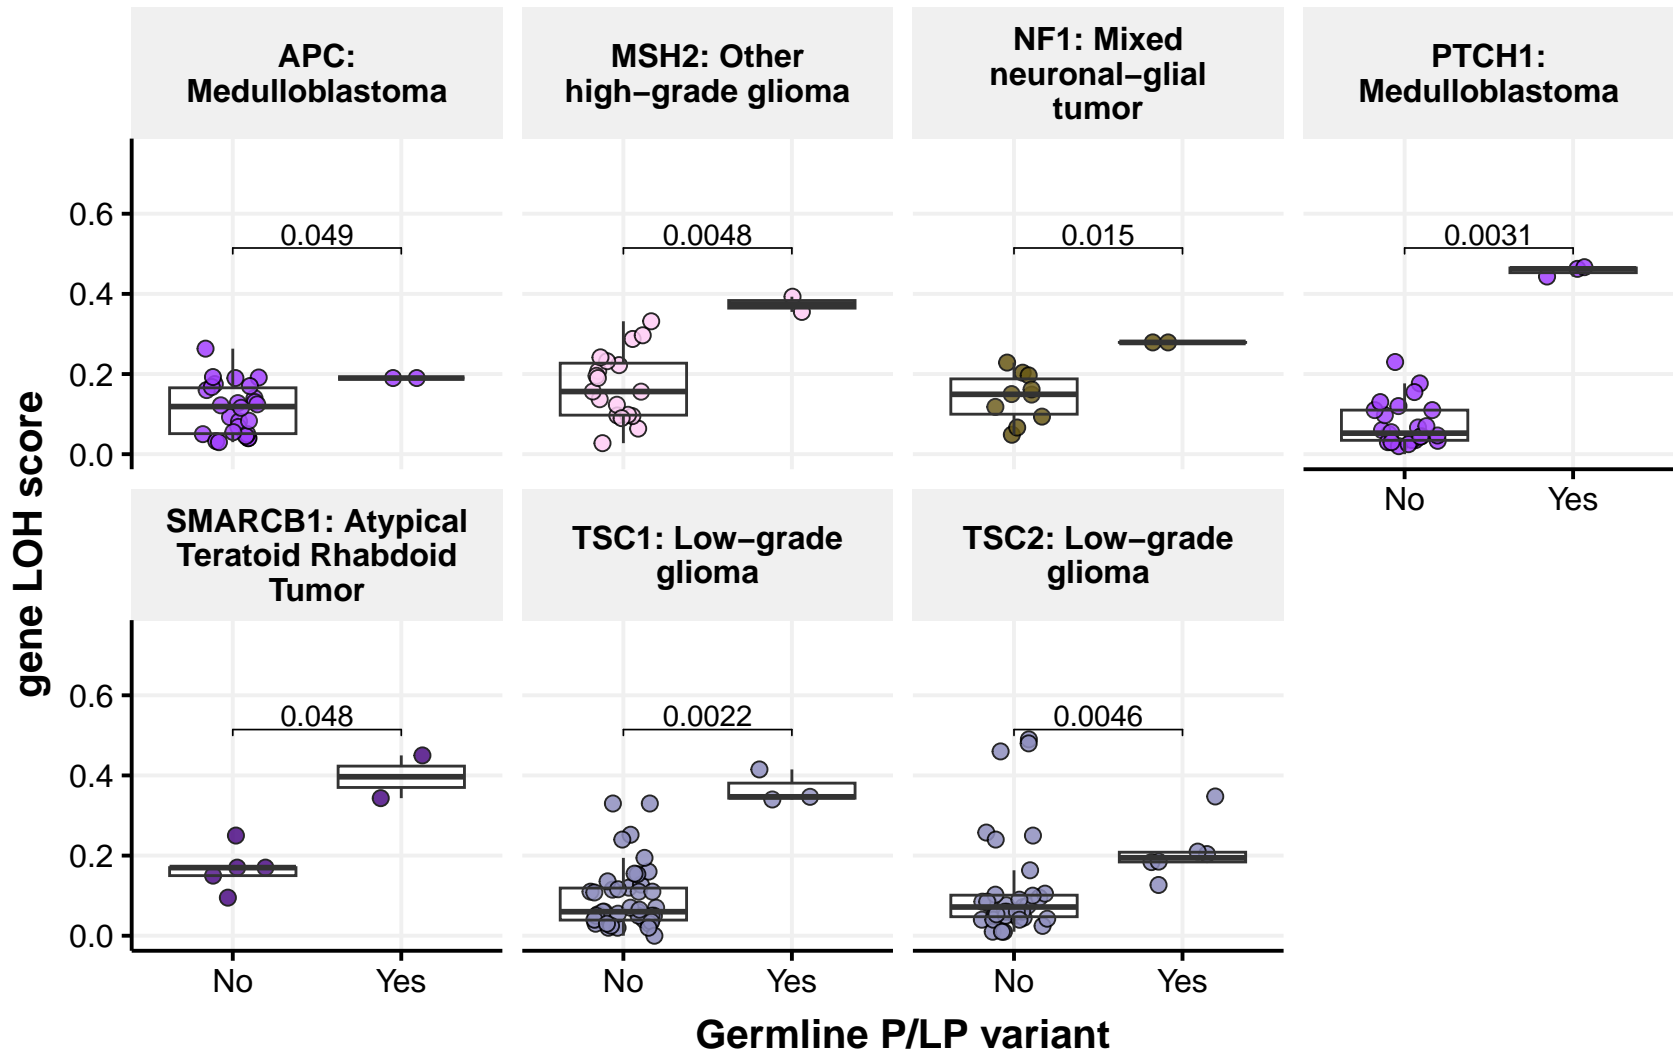 APC:
Medulloblastoma
MSH2: Other
high−grade glioma
NF1: Mixed
neuronal−glial
tumor
PTCH1:
Medulloblastoma
0.6
0.4
0.2
0.0
0.049
0.0048
0.015
0.0031
No
Yes
SMARCB1: Atypical
Teratoid Rhabdoid
Tumor
TSC1: Low−grade
glioma
TSC2: Low−grade
glioma
0.6
0.4
0.2
0.0
0.048
0.0022
0.0046
No
Yes
No
Yes
No
Yes
gene LOH score
Germline P/LP variant